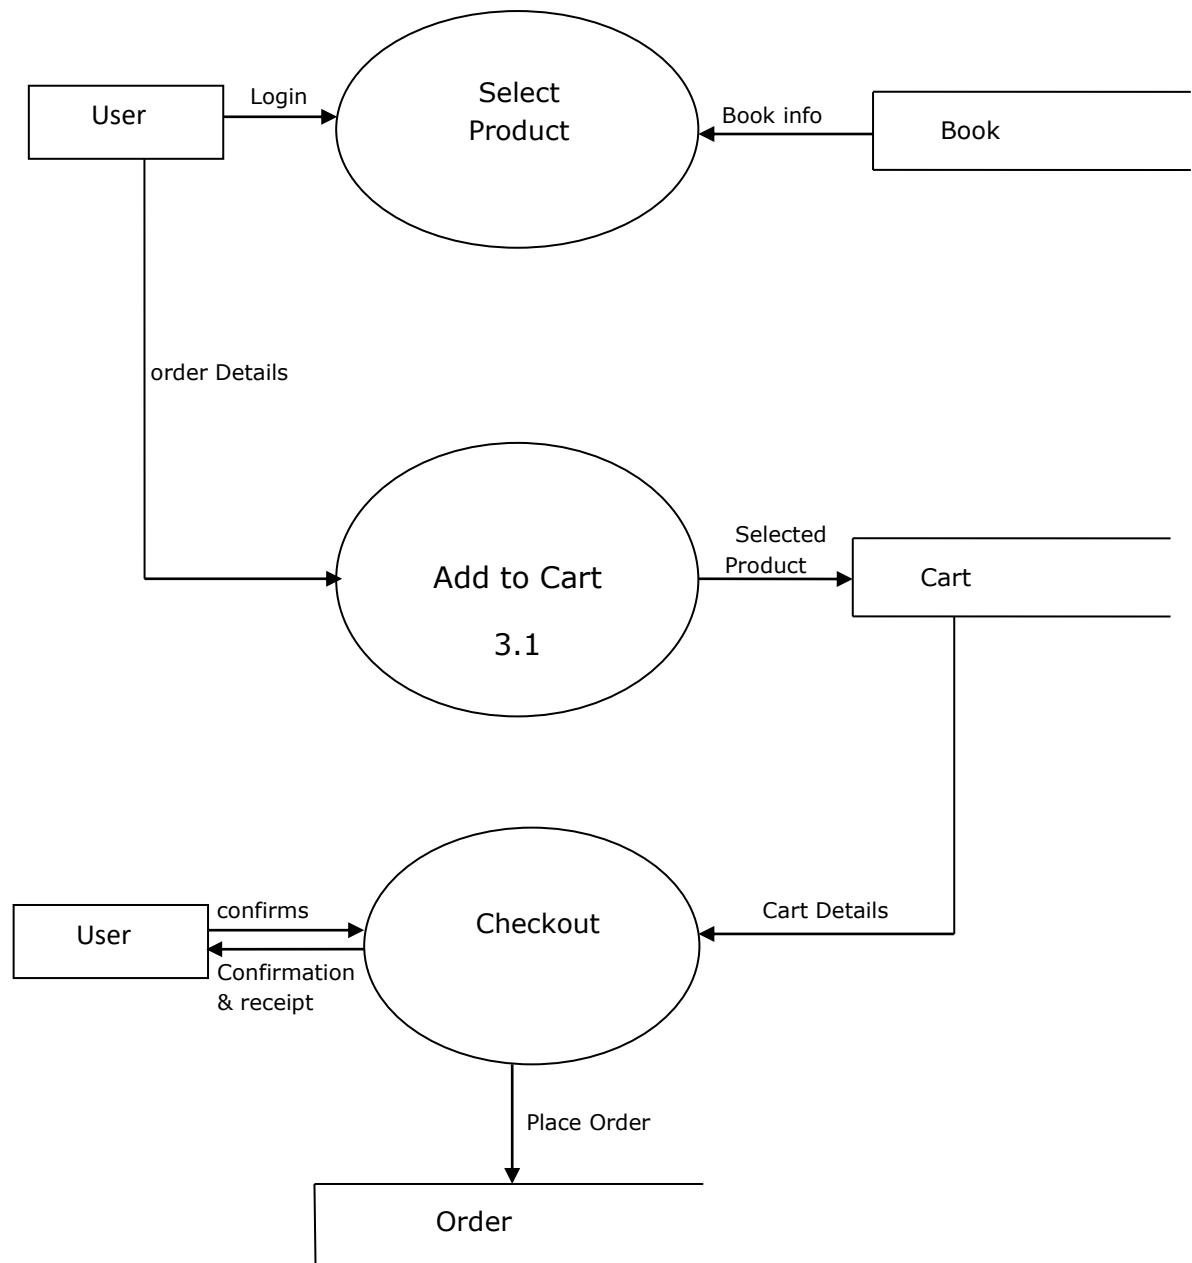 Login
User
Select
Product
Book info
Book
order Details
Selected
Product
Add to Cart
3.1
Cart
confirms
User
Confirmation
& receipt
Checkout
Cart Details
Place Order
Order